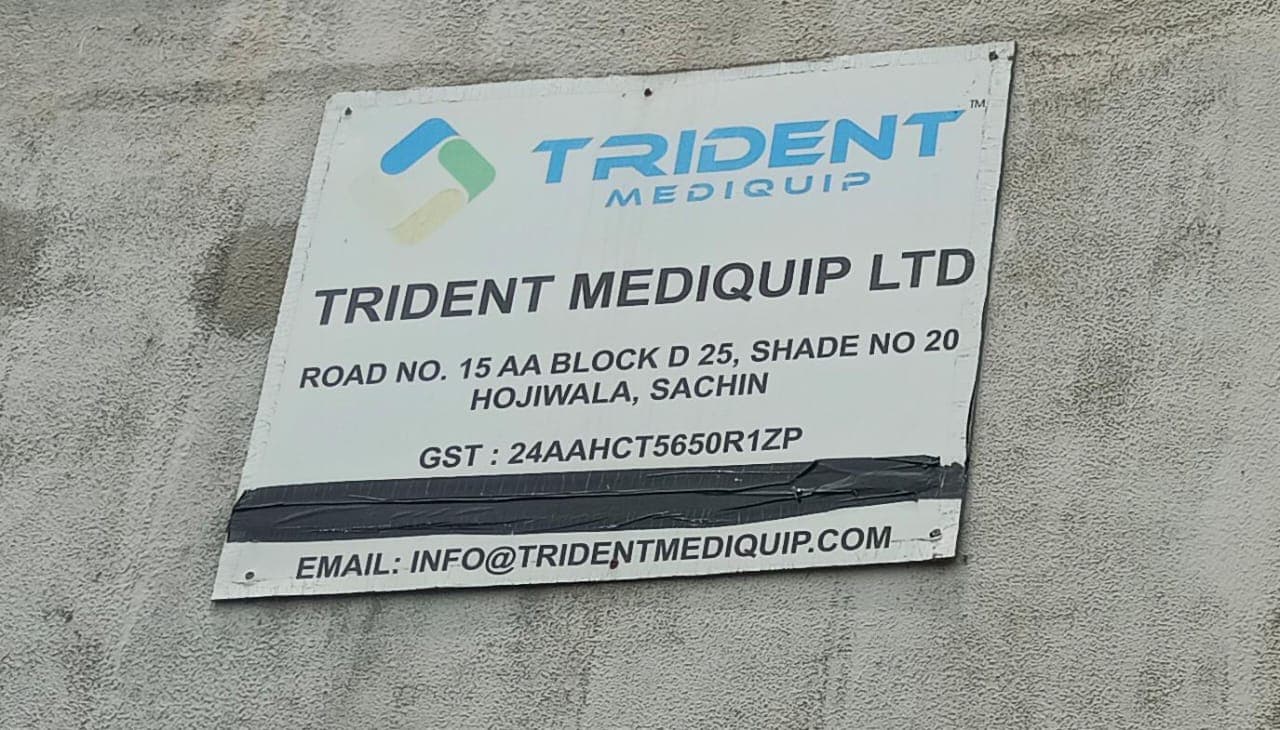 TRIDENT TM
MEDIQUIP
TRIDENT MEDIQUIP LTD
ROAD NO. 15 AA BLOCK D 25, SHADE NO 20
HOJIWALA, SACHIN
GST : 24AAHCT5650R1ZP
EMAIL: INFO@TRIDENTMEDIQUIP.COM